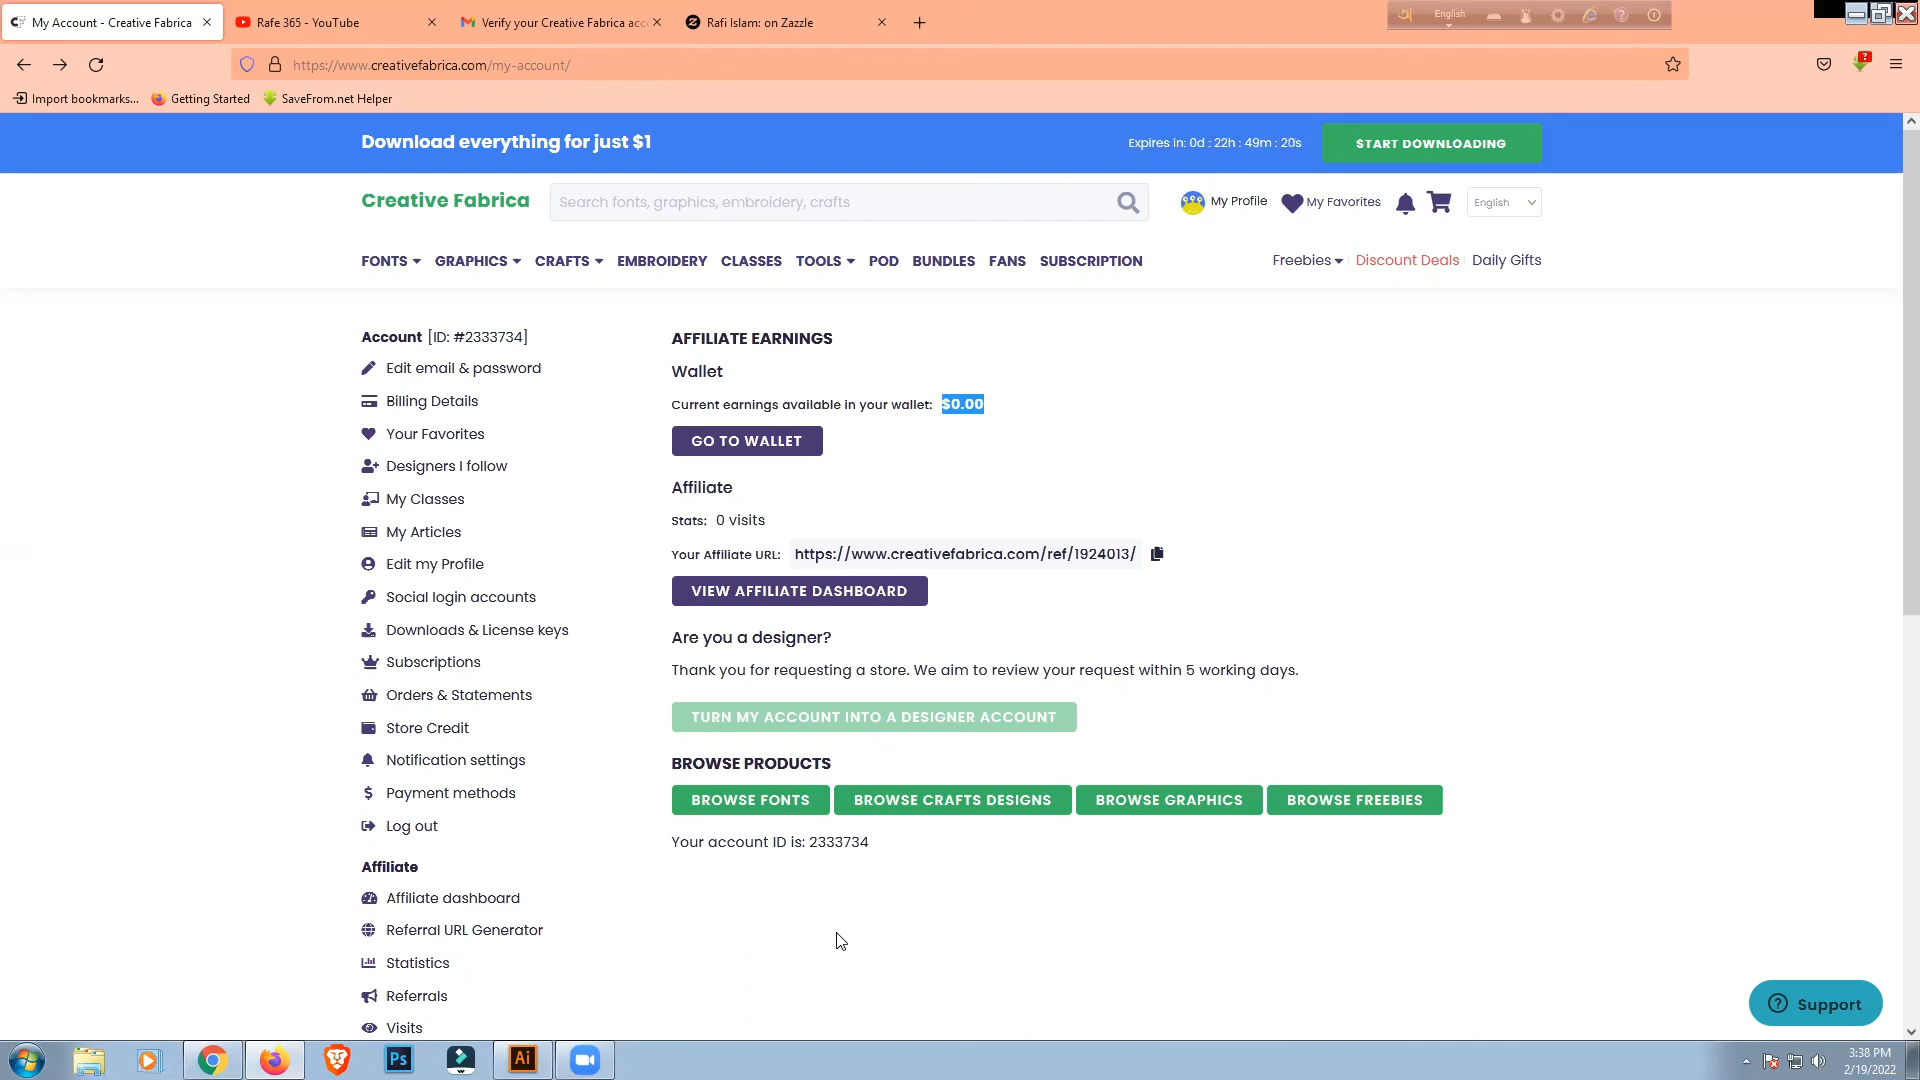 My Account - Creative Fabrica
Rafe 365 - YouTube
Verify your Creative Fabrica acc
Rafi Islam: on Zazzle
English
https://www.creativefabrica.com/my-account/
Import bookmarks...
Getting Started
SaveFrom.net Helper
Download everything for just $1
Expires in: 0d : 22h : 49m : 20s
START DOWNLOADING
Creative Fabrica
Search fonts, graphics, embroidery, crafts
My Profile
My Favorites
English
FONTS
GRAPHICS
CRAFTS
EMBROIDERY
CLASSES
TOOLS
POD
BUNDLES
FANS
SUBSCRIPTION
Freebies
Discount Deals
Daily Gifts
Account [ID: #2333734]
Edit email & password
Billing Details
Your Favorites
Designers I follow
My Classes
My Articles
Edit my Profile
Social login accounts
Downloads & License keys
Subscriptions
Orders & Statements
Store Credit
Notification settings
Payment methods
Log out
Affiliate
Affiliate dashboard
Referral URL Generator
Statistics
Referrals
Visits
AFFILIATE EARNINGS
Wallet
Current earnings available in your wallet: $0.00
GO TO WALLET
Affiliate
Stats: 0 visits
Your Affiliate URL: https://www.creativefabrica.com/ref/1924013/
VIEW AFFILIATE DASHBOARD
Are you a designer?
Thank you for requesting a store. We aim to review your request within 5 working days.
TURN MY ACCOUNT INTO A DESIGNER ACCOUNT
BROWSE PRODUCTS
BROWSE FONTS
BROWSE CRAFTS DESIGNS
BROWSE GRAPHICS
BROWSE FREEBIES
Your account ID is: 2333734
Support
Ps
Ai
3:38 PM
2/19/2022